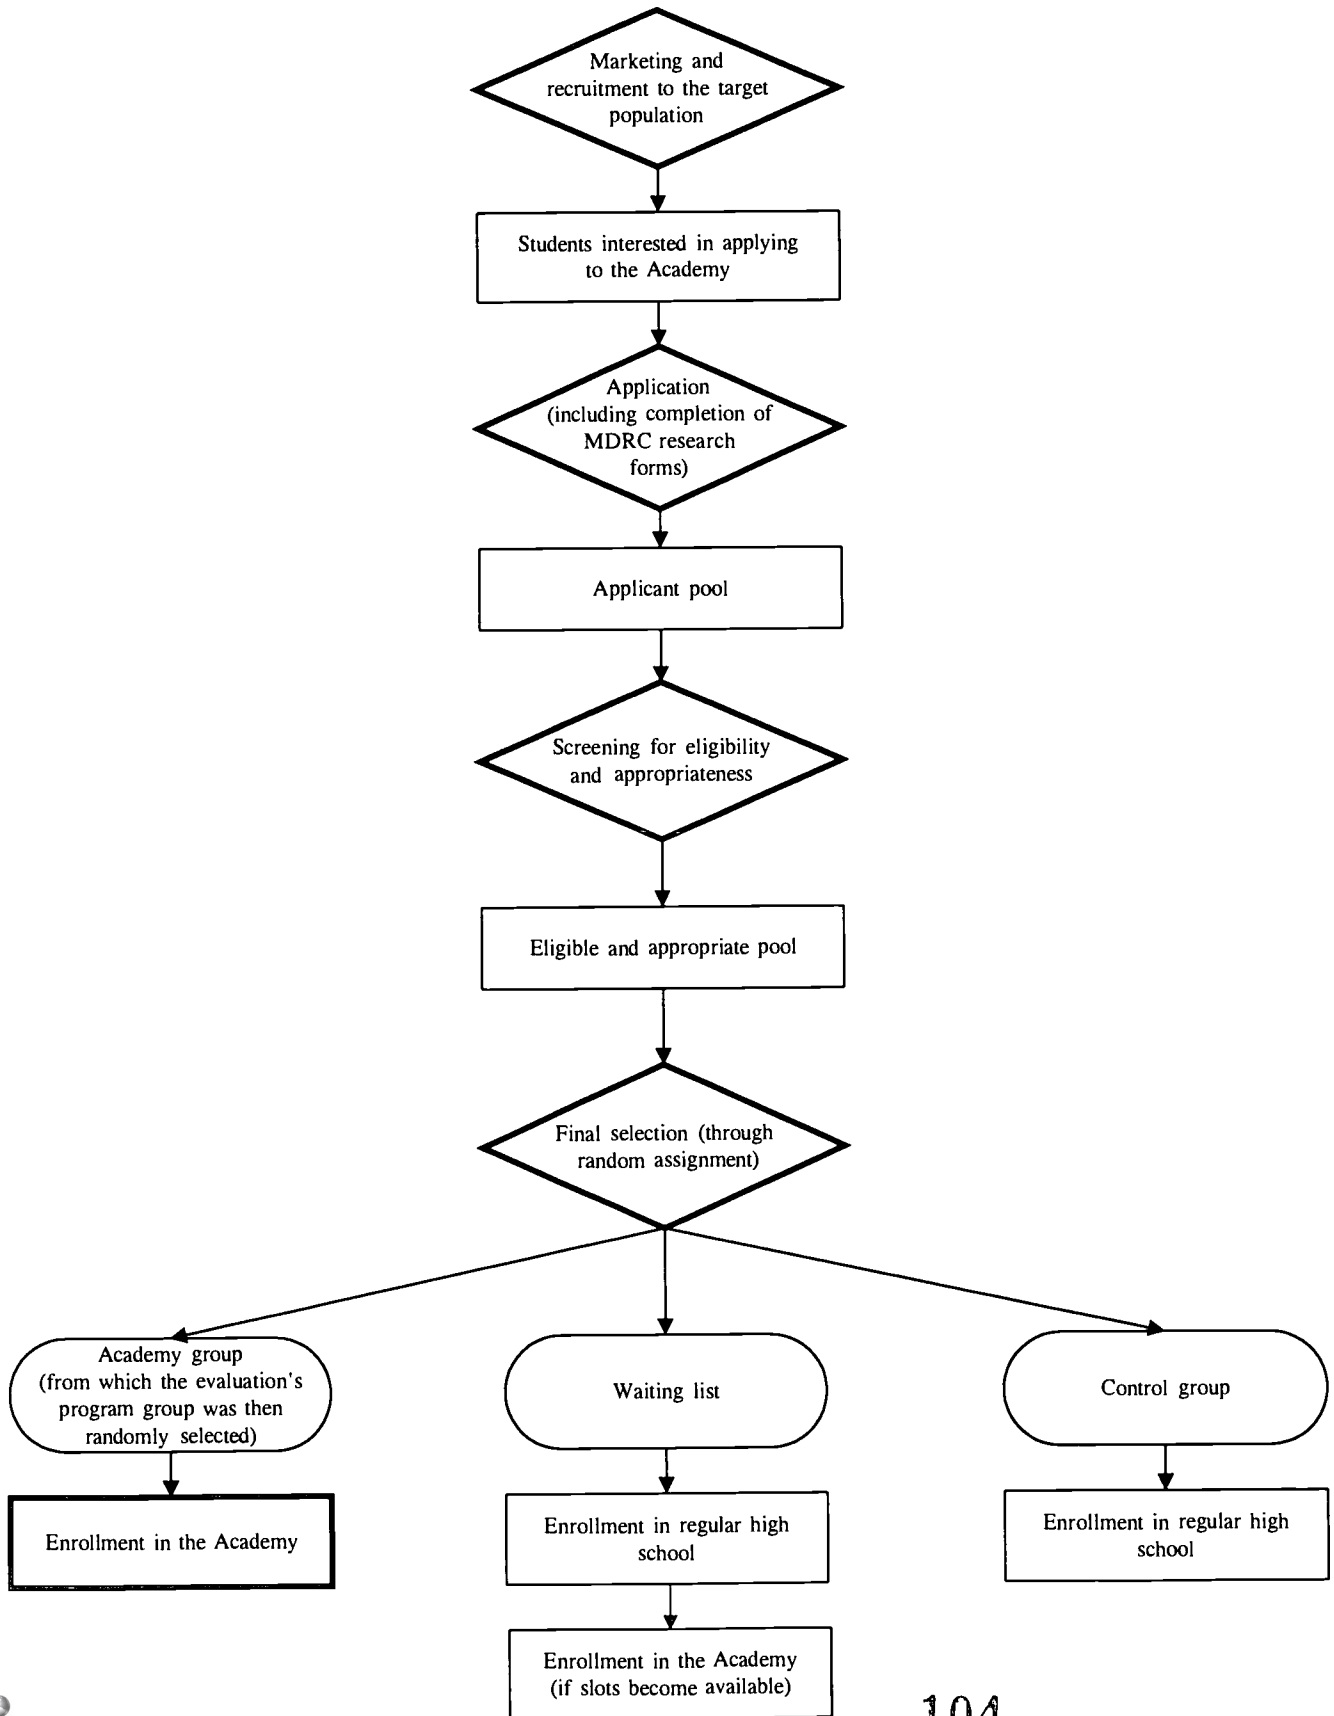 Marketing and
recruitment to the target
population
Students interested in applying
to the Academy
Application
(including completion of
MDRC research
forms)
Applicant pool
Screening for eligibility
and appropriateness
Eligible and appropriate pool
Final selection (through
random assignment)
Academy group
(from which the evaluation's
program group was then
randomly selected)
Waiting list
Control group
Enrollment in the Academy
Enrollment in regular high
school
Enrollment in regular high
school
Enrollment in the Academy
(if slots become available)
104